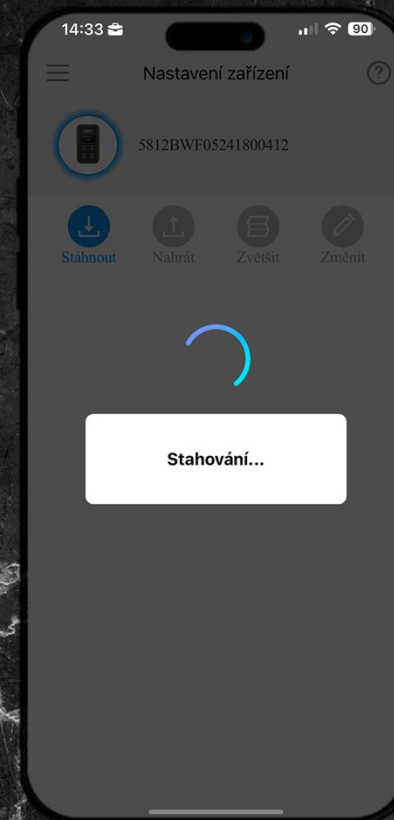 14:33
90
Nastavení zařízení
?
5812BWF05241800412
Stáhnout Nahrát Zvětšit Změnit
Stahování...